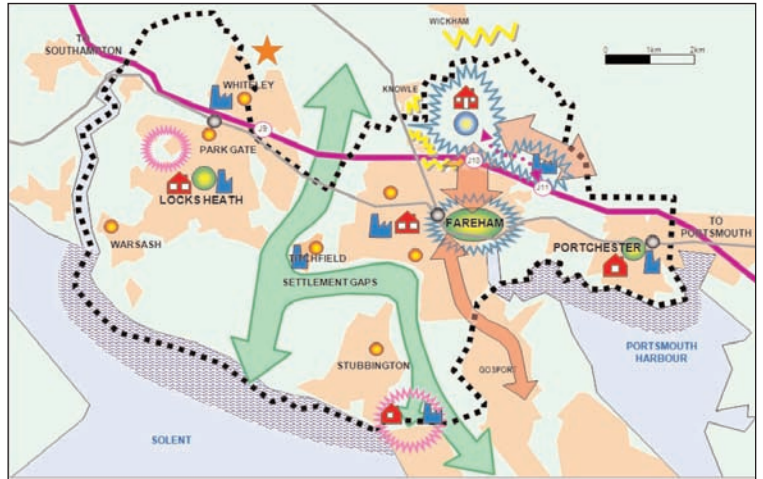 WICKHAM
TO
SOUTHAMPTON
0 1km 2km
WHITELEY
KNOWLE
J9
PARK GATE
J10
J11
LOCKS HEATH
FAREHAM
TO
PORTSMOUTH
WARSASH
PORTCHESTER
TITCHFIELD
SETTLEMENT GAPS
STUBBINGTON
GOSPORT
PORTSMOUTH
HARBOUR
SOLENT